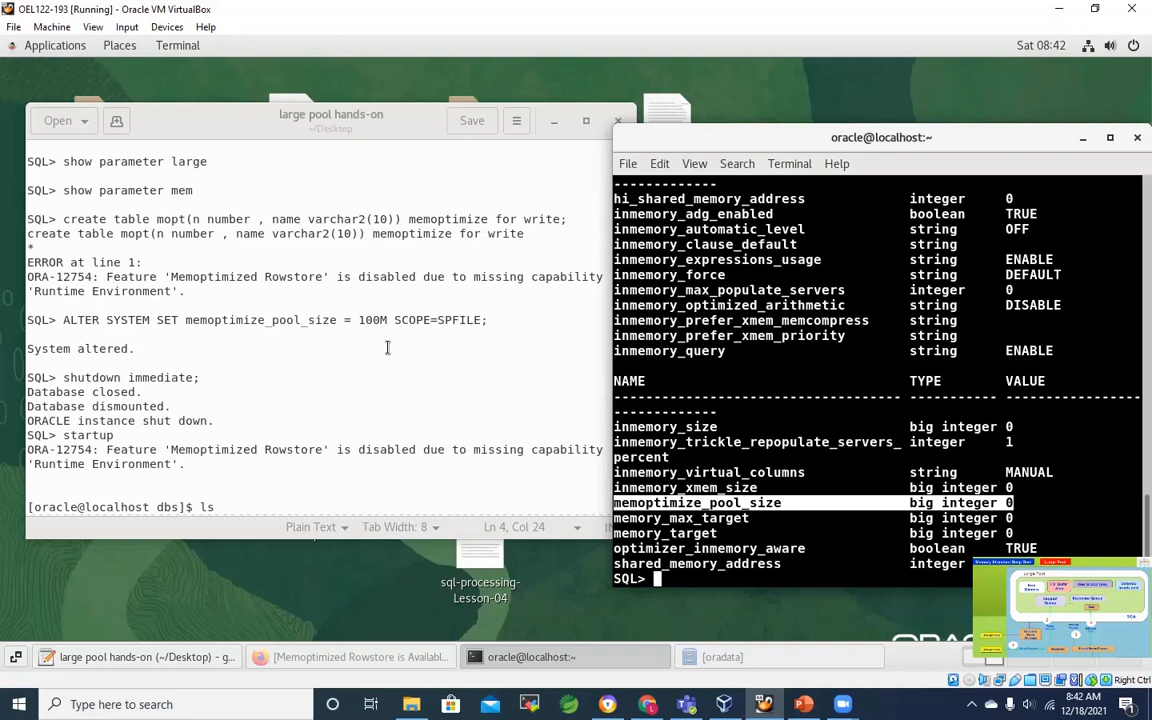 OEL122-193 [Running] - Oracle VM VirtualBox
File Machine View Input Devices Help
Applications Places Terminal
Sat 08:42
Open
large pool hands-on
~/Desktop
Save
SQL> show parameter large
SQL> show parameter mem
SQL> create table mopt(n number , name varchar2(10)) memoptimize for write;
create table mopt(n number , name varchar2(10)) memoptimize for write
*
ERROR at line 1:
ORA-12754: Feature 'Memoptimized Rowstore' is disabled due to missing capability
'Runtime Environment'.
SQL> ALTER SYSTEM SET memoptimize_pool_size = 100M SCOPE=SPFILE;
System altered.
SQL> shutdown immediate;
Database closed.
Database dismounted.
ORACLE instance shut down.
SQL> startup
ORA-12754: Feature 'Memoptimized Rowstore' is disabled due to missing capability
'Runtime Environment'.
[oracle@localhost dbs]$ ls
Plain Text Tab Width: 8 Ln 4, Col 24
oracle@localhost:~
File Edit View Search Terminal Help
-------------
hi_shared_memory_address integer 0
inmemory_adg_enabled boolean TRUE
inmemory_automatic_level string OFF
inmemory_clause_default string
inmemory_expressions_usage string ENABLE
inmemory_force string DEFAULT
inmemory_max_populate_servers integer 0
inmemory_optimized_arithmetic string DISABLE
inmemory_prefer_xmem_memcompress string
inmemory_prefer_xmem_priority string
inmemory_query string ENABLE
NAME TYPE VALUE
------------------------------------ ----------- -----------------
-------------
inmemory_size big integer 0
inmemory_trickle_repopulate_servers_ integer 1
percent
inmemory_virtual_columns string MANUAL
inmemory_xmem_size big integer 0
memoptimize_pool_size big integer 0
memory_max_target big integer 0
memory_target big integer 0
optimizer_inmemory_aware boolean TRUE
shared_memory_address integer
SQL>
sql-processing-
Lesson-04
Large Pool
large pool hands-on (~/Desktop) - g...
[Memoptimized Rowstore is Availabl...
oracle@localhost:~
[oradata]
Right Ctrl
Type here to search
8:42 AM
12/18/2021